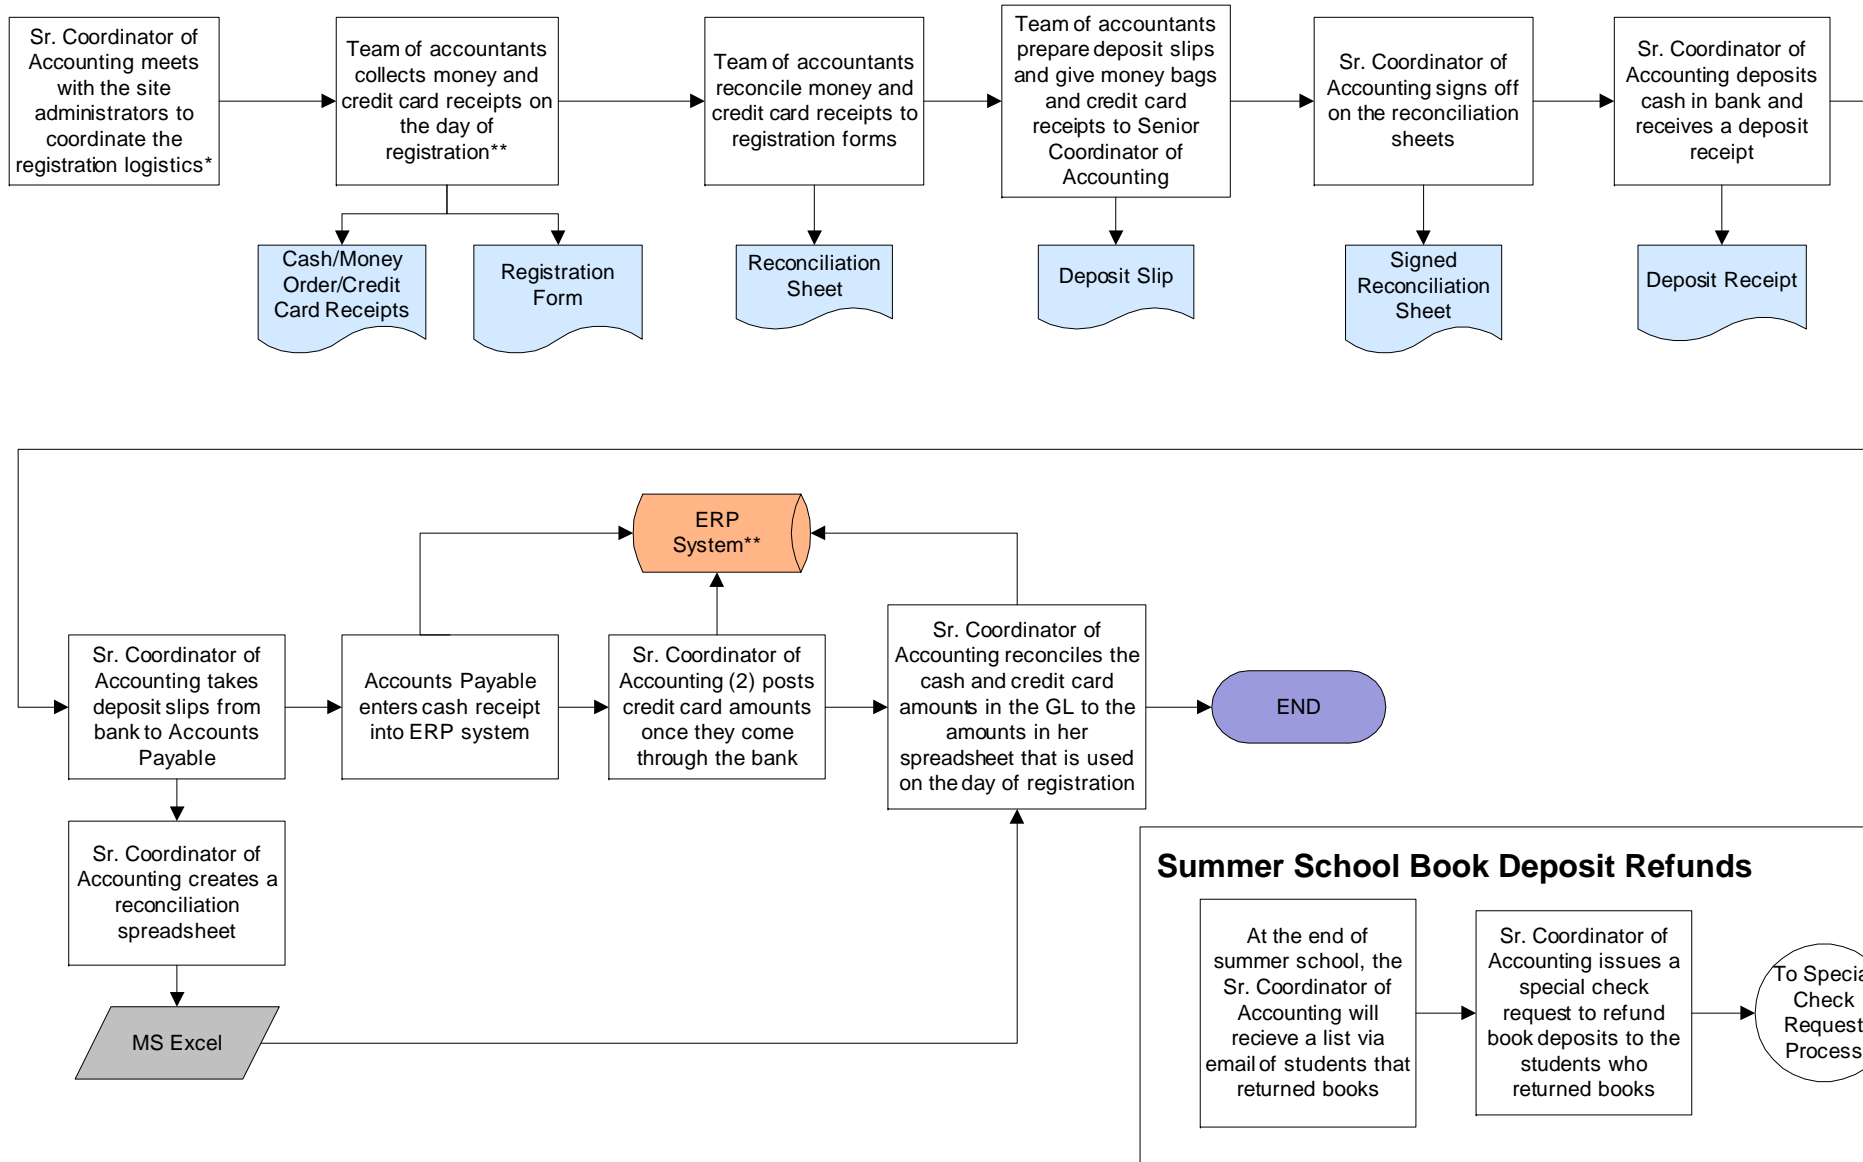 Sr. Coordinator of
Accounting meets
with the site
administrators to
coordinate the
registration logistics*
Team of accountants
collects money and
credit card receipts on
the day of
registration**
Team of accountants
reconcile money and
credit card receipts to
registration forms
Team of accountants
prepare deposit slips
and give money bags
and credit card
receipts to Senior
Coordinator of
Accounting
Sr. Coordinator of
Accounting signs off
on the reconciliation
sheets
Sr. Coordinator of
Accounting deposits
cash in bank and
receives a deposit
receipt
Cash/Money
Order/Credit
Card Receipts
Registration
Form
Reconciliation
Sheet
Deposit Slip
Signed
Reconciliation
Sheet
Deposit Receipt
ERP
System**
Sr. Coordinator of
Accounting takes
deposit slips from
bank to Accounts
Payable
Accounts Payable
enters cash receipt
into ERP system
Sr. Coordinator of
Accounting (2) posts
credit card amounts
once they come
through the bank
Sr. Coordinator of
Accounting reconciles the
cash and credit card
amounts in the GL to the
amounts in her
spreadsheet that is used
on the day of registration
END
Sr. Coordinator of
Accounting creates a
reconciliation
spreadsheet
MS Excel
Summer School Book Deposit Refunds
At the end of
summer school, the
Sr. Coordinator of
Accounting will
recieve a list via
email of students that
returned books
Sr. Coordinator of
Accounting issues a
special check
request to refund
book deposits to the
students who
returned books
To Specia
Check
Request
Process